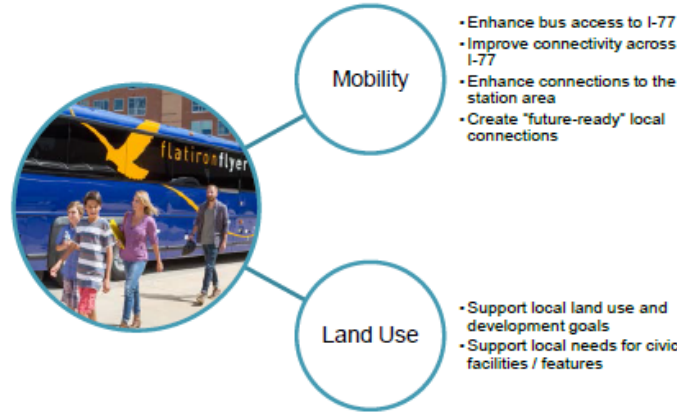 • Enhance bus access to I-77
• Improve connectivity across
I-77
• Enhance connections to the
station area
• Create "future-ready" local
connections
Mobility
flatironflyer
Land Use
• Support local land use and
development goals
• Support local needs for civic
facilities / features